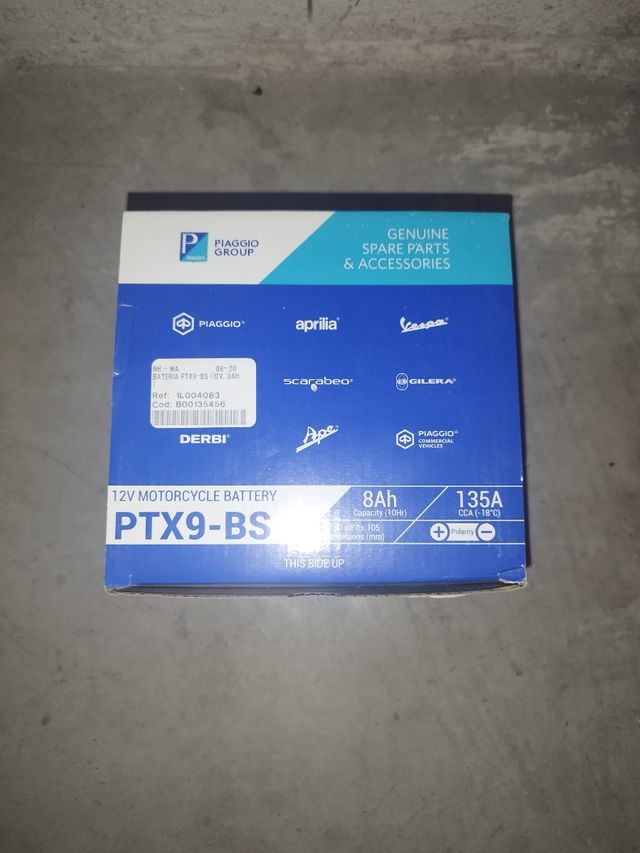 P
PIAGGIO
PIAGGIO
GROUP
GENUINE
SPARE PARTS
& ACCESSORIES
PIAGGIO®
aprilia®
Vespa
NH - MA 08-20
BATERIA PTX9-BS (12V, 8AH
)
Ref: 1L004083
Cod: B00135456
scarabeo®
GILERA®
DERBI®
Ape
PIAGGIO®
COMMERCIAL
VEHICLES
12V MOTORCYCLE BATTERY
PTX9-BS
8Ah
Capacity (10Hr)
135A
CCA (-18°C)
x 105
(mm)
+ Polarity -
THIS SIDE UP